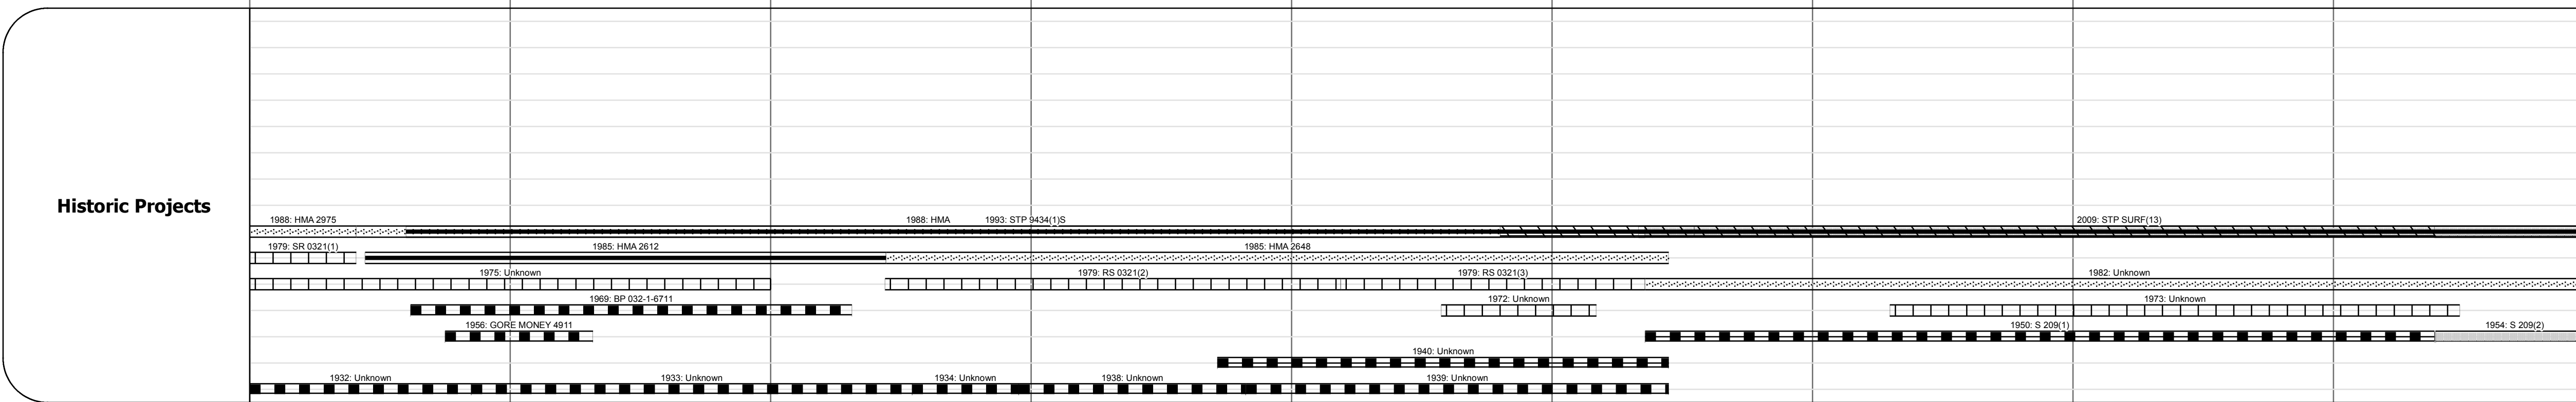 Historic Projects
1988: HMA 2975
1988: HMA
1993: STP 9434(1)S
2009: STP SURF(13)
1979: SR 0321(1)
1985: HMA 2612
1985: HMA 2648
1975: Unknown
1979: RS 0321(2)
1979: RS 0321(3)
1982: Unknown
1969: BP 032-1-6711
1972: Unknown
1973: Unknown
1956: GORE MONEY 4911
1950: S 209(1)
1954: S 209(2)
1940: Unknown
1932: Unknown
1933: Unknown
1934: Unknown
1938: Unknown
1939: Unknown